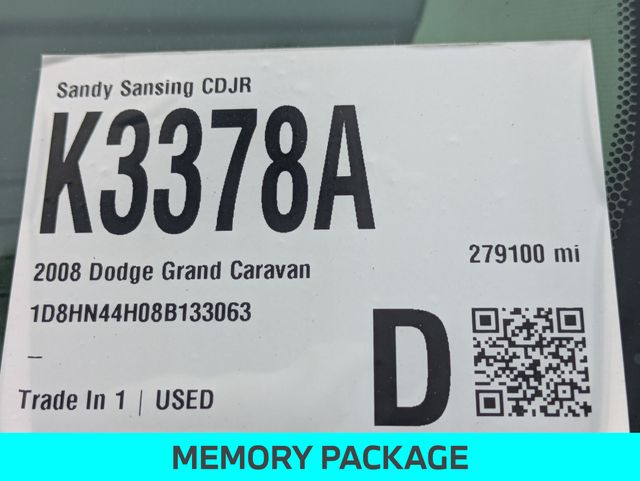 Sandy Sansing CDJR
K3378A
2008 Dodge Grand Caravan
279100 mi
1D8HN44H08B133063
–
D
Trade In 1 | USED
MEMORY PACKAGE